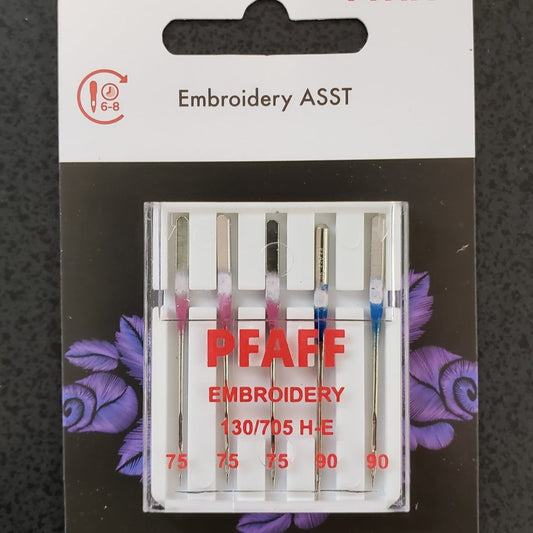 6-8
Embroidery ASST
PFAFF
EMBROIDERY
130/705 H-E
75 75 75 90 90